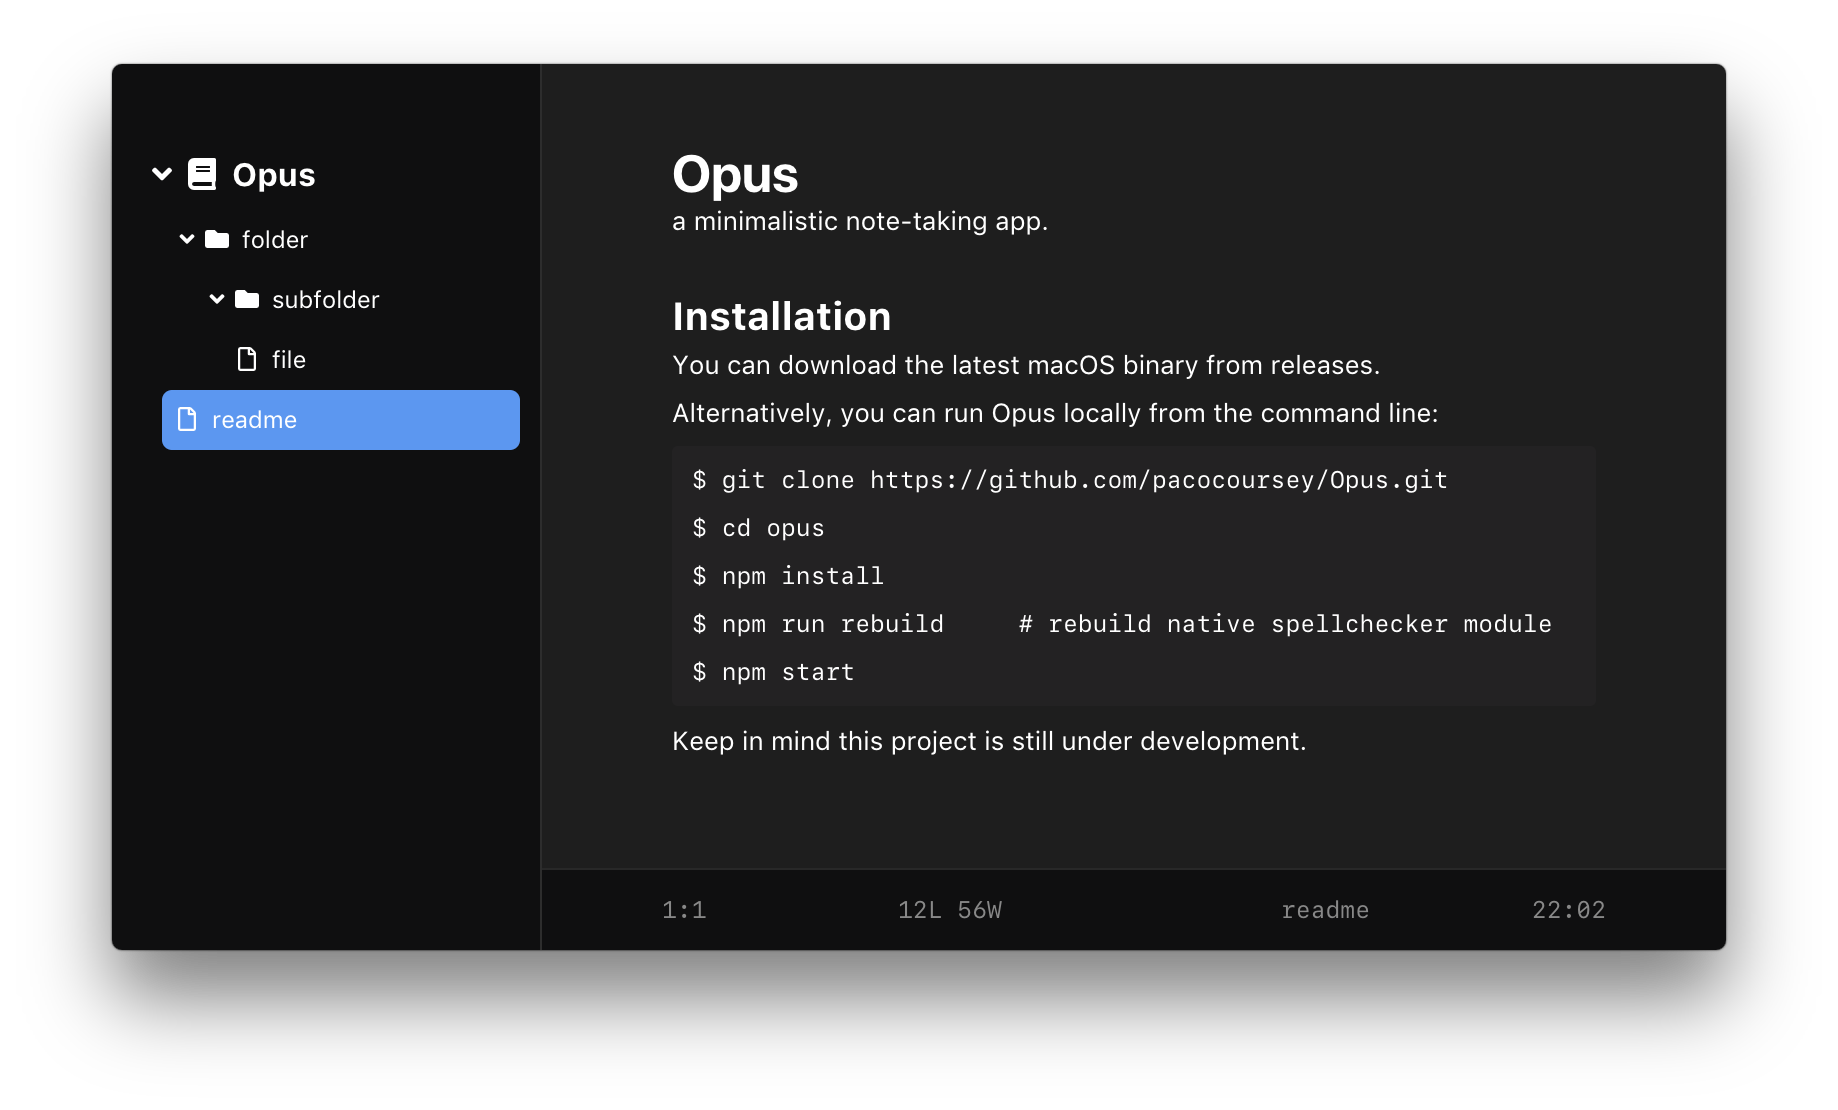 Opus
folder
subfolder
file
readme
Opus
a minimalistic note-taking app.
Installation
You can download the latest macOS binary from releases.
Alternatively, you can run Opus locally from the command line:
$ git clone https://github.com/pacocoursey/Opus.git
$ cd opus
$ npm install
$ npm run rebuild     # rebuild native spellchecker module
$ npm start
Keep in mind this project is still under development.
1:1 12L 56W readme 22:02